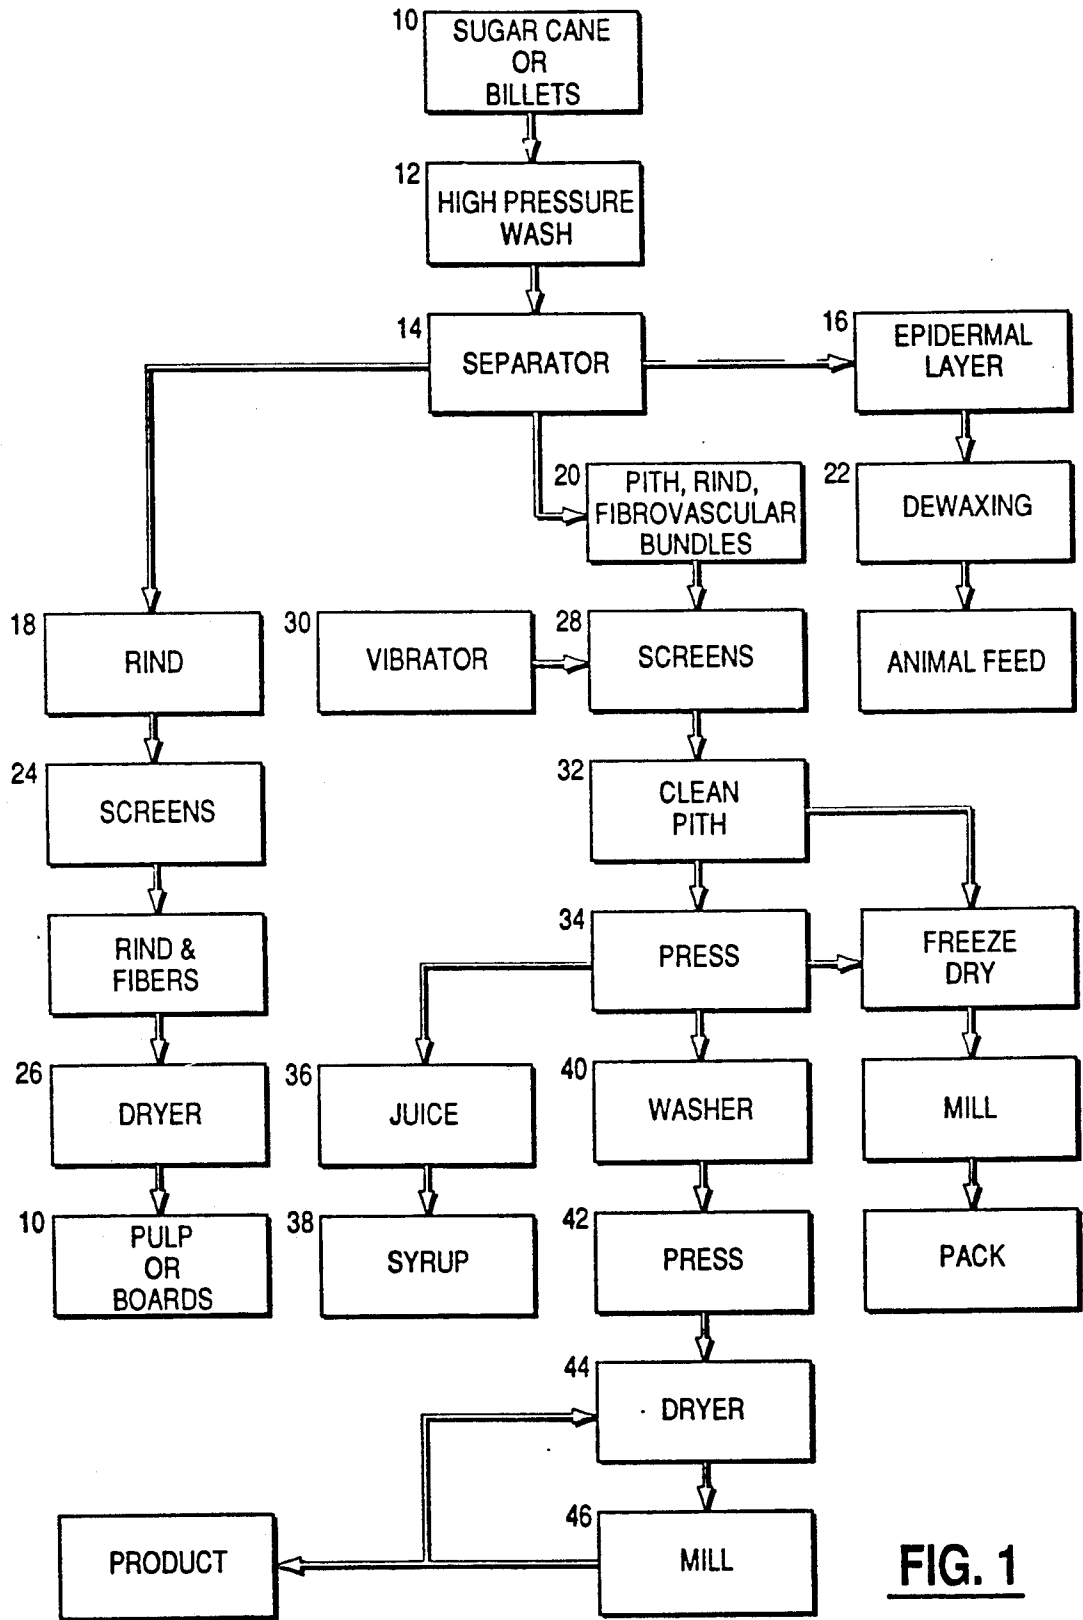 10
SUGAR CANE
OR
BILLETS
12
HIGH PRESSURE
WASH
14
SEPARATOR
16
EPIDERMAL
LAYER
20
PITH, RIND,
FIBROVASCULAR
BUNDLES
22
DEWAXING
18
RIND
30
VIBRATOR
28
SCREENS
ANIMAL FEED
24
SCREENS
32
CLEAN
PITH
RIND &
FIBERS
34
PRESS
FREEZE
DRY
26
DRYER
36
JUICE
40
WASHER
MILL
10
PULP
OR
BOARDS
38
SYRUP
42
PRESS
PACK
44
DRYER
PRODUCT
46
MILL
FIG. 1